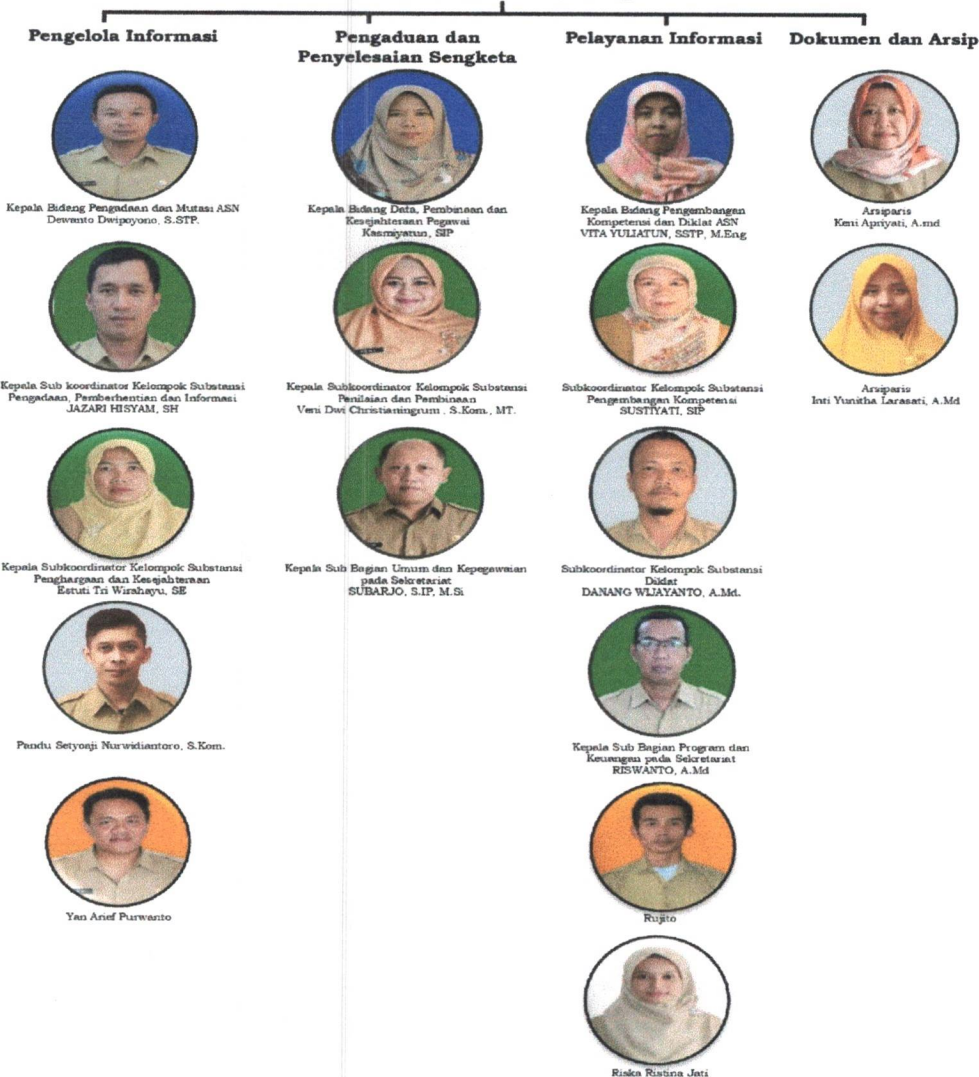 Pengelola Informasi
Kepala Bidang Pengadaan dan Mutasi ASN
Dewanto Dwipoyono, S.STP.
Kepala Sub koordinator Kelompok Substansi
Pengadaan, Pemberhentian dan Informasi
JAZARI HISYAM, SH
Kepala Subkoordinator Kelompok Substansi
Penghargaan dan Kesejahteraan
Estuti Tri Wirahayu, SE
Pandu Setyoaji Nurwidiantoro, S.Kom.
Yan Arief Purwanto
Pengaduan dan
Penyelesaian Sengketa
Kepala Bidang Data, Pembinaan dan
Kesejahteraan Pegawai
Kasmiyatun, SIP
Kepala Subkoordinator Kelompok Substansi
Penilaian dan Pembinaan
Veni Dwi Christianingrum , S.Kom., MT.
Kepala Sub Bagian Umum dan Kepegawaian
pada Sekretariat
SUBARJO, S.IP, M.Si
Pelayanan Informasi
Kepala Bidang Pengembangan
Kompetensi dan Diklat ASN
VITA YULIATUN, SSTP, M.Eng
Subkoordinator Kelompok Substansi
Pengembangan Kompetensi
SUSTIYATI, SIP
Subkoordinator Kelompok Substansi
Diklat
DANANG WIJAYANTO, A.Md.
Kepala Sub Bagian Program dan
Keuangan pada Sekretariat
RISWANTO, A.Md
Rujito
Riska Ristina Jati
Dokumen dan Arsip
Arsiparis
Keni Apriyati, A.md
Arsiparis
Inti Yunitha Larasati, A.Md